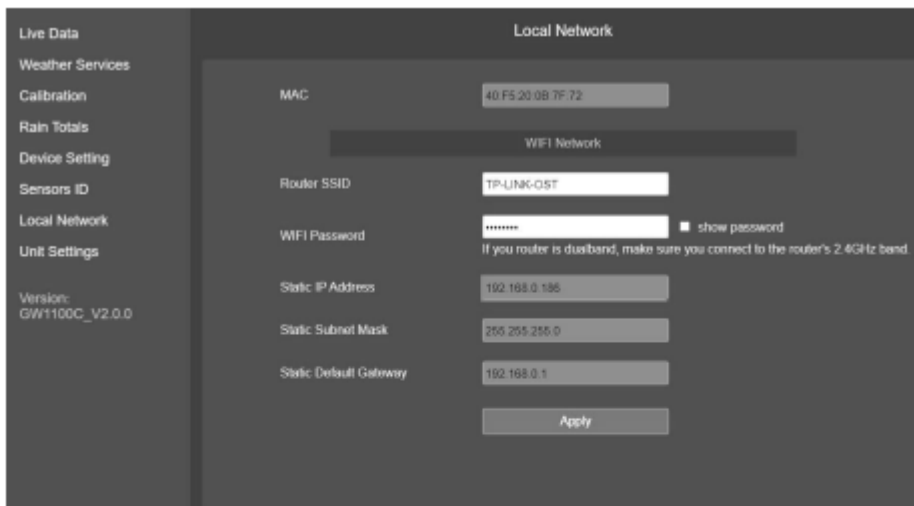 Live Data
Weather Services
Calibration
Rain Totals
Device Setting
Sensors ID
Local Network
Unit Settings
Version:
GW1100C_V2.0.0
Local Network
MAC 40:F5:20:0B:7F:72
WIFI Network
Router SSID TP-LINK-OST
WIFI Password •••••••• show password
If you router is dualband, make sure you connect to the router's 2.4GHz band.
Static IP Address 192.168.0.186
Static Subnet Mask 255.255.255.0
Static Default Gateway 192.168.0.1
Apply